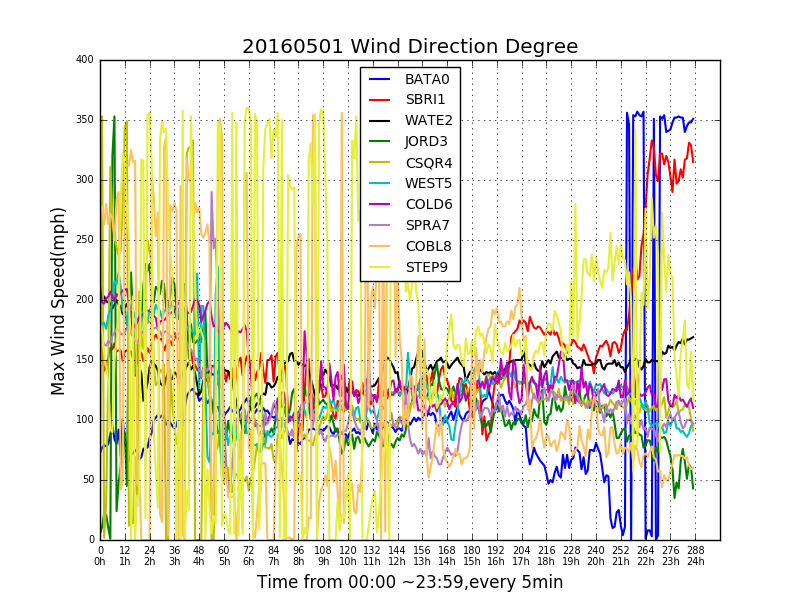 20160501 Wind Direction Degree
400
350
300
250
200
150
100
50
0
Max Wind Speed(mph)
BATA0
SBRI1
WATE2
JORD3
CSQR4
WEST5
COLD6
SPRA7
COBL8
STEP9
0 12 24 36 48 60 72 84 96 108 120 132 144 156 168 180 192 204 216 228 240 252 264 276 288
0h 1h 2h 3h 4h 5h 6h 7h 8h 9h 10h 11h 12h 13h 14h 15h 16h 17h 18h 19h 20h 21h 22h 23h 24h
Time from 00:00 ~23:59,every 5min